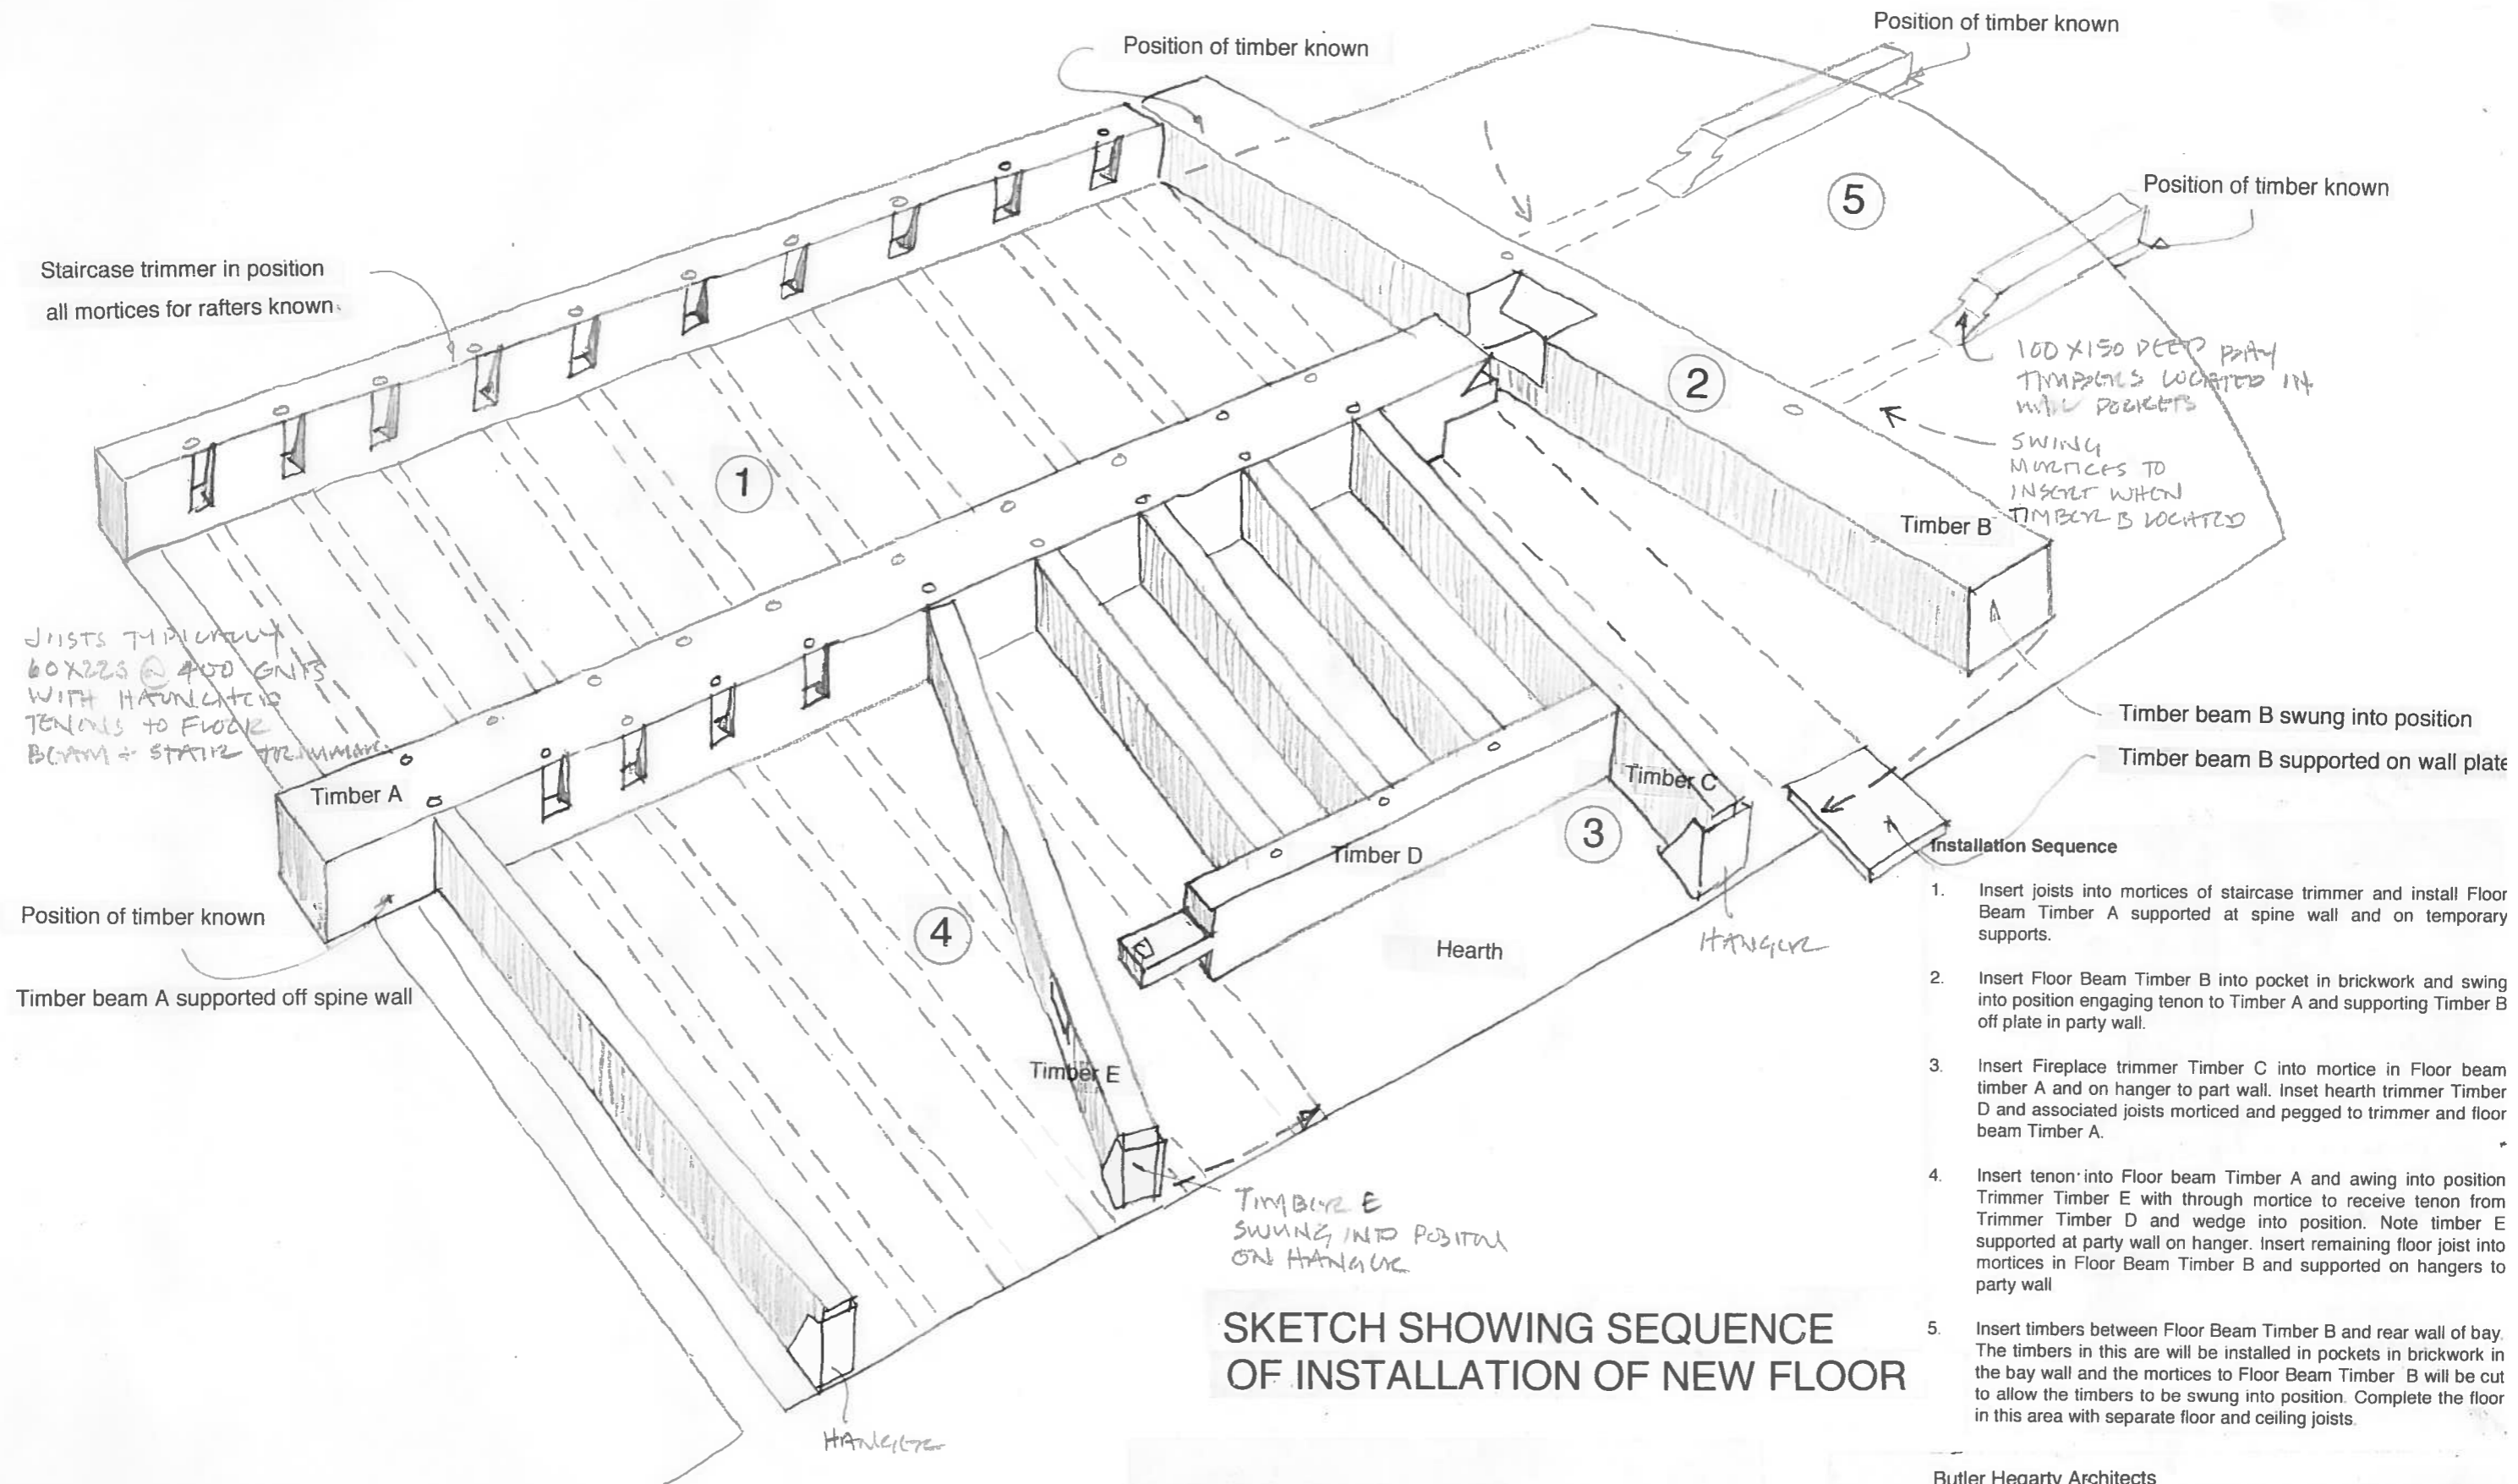 Position of timber known
Position of timber known
Position of timber known
5
Staircase trimmer in position
all mortices for rafters known
100 X 150 DEEP BAY
TIMBERS LOCATED IN
WALL POCKETS
2
SWING
MORTICES TO
INSERT WHEN
TIMBER B LOCATED
1
Timber B
JOISTS TYPICALLY
60X225 @ 400 CNTRS
WITH HAUNCHED
TENONS TO FLOOR
BEAM + STAIR TRIMMER
Timber beam B swung into position
Timber beam B supported on wall plate
Timber A
Timber C
3
Timber D
Position of timber known
Timber beam A supported off spine wall
4
Hearth
HANGER
Timber E
TIMBER E
SWUNG INTO POSITION
ON HANGER
HANGER
SKETCH SHOWING SEQUENCE
OF INSTALLATION OF NEW FLOOR
Installation Sequence
1. Insert joists into mortices of staircase trimmer and install Floor
Beam Timber A supported at spine wall and on temporary
supports.
2. Insert Floor Beam Timber B into pocket in brickwork and swing
into position engaging tenon to Timber A and supporting Timber B
off plate in party wall.
3. Insert Fireplace trimmer Timber C into mortice in Floor beam
timber A and on hanger to part wall. Inset hearth trimmer Timber
D and associated joists morticed and pegged to trimmer and floor
beam Timber A.
4. Insert tenon into Floor beam Timber A and awing into position
Trimmer Timber E with through mortice to receive tenon from
Trimmer Timber D and wedge into position. Note timber E
supported at party wall on hanger. Insert remaining floor joist into
mortices in Floor Beam Timber B and supported on hangers to
party wall
5. Insert timbers between Floor Beam Timber B and rear wall of bay.
The timbers in this are will be installed in pockets in brickwork in
the bay wall and the mortices to Floor Beam Timber B will be cut
to allow the timbers to be swung into position. Complete the floor
in this area with separate floor and ceiling joists.
Butler Hegarty Architects